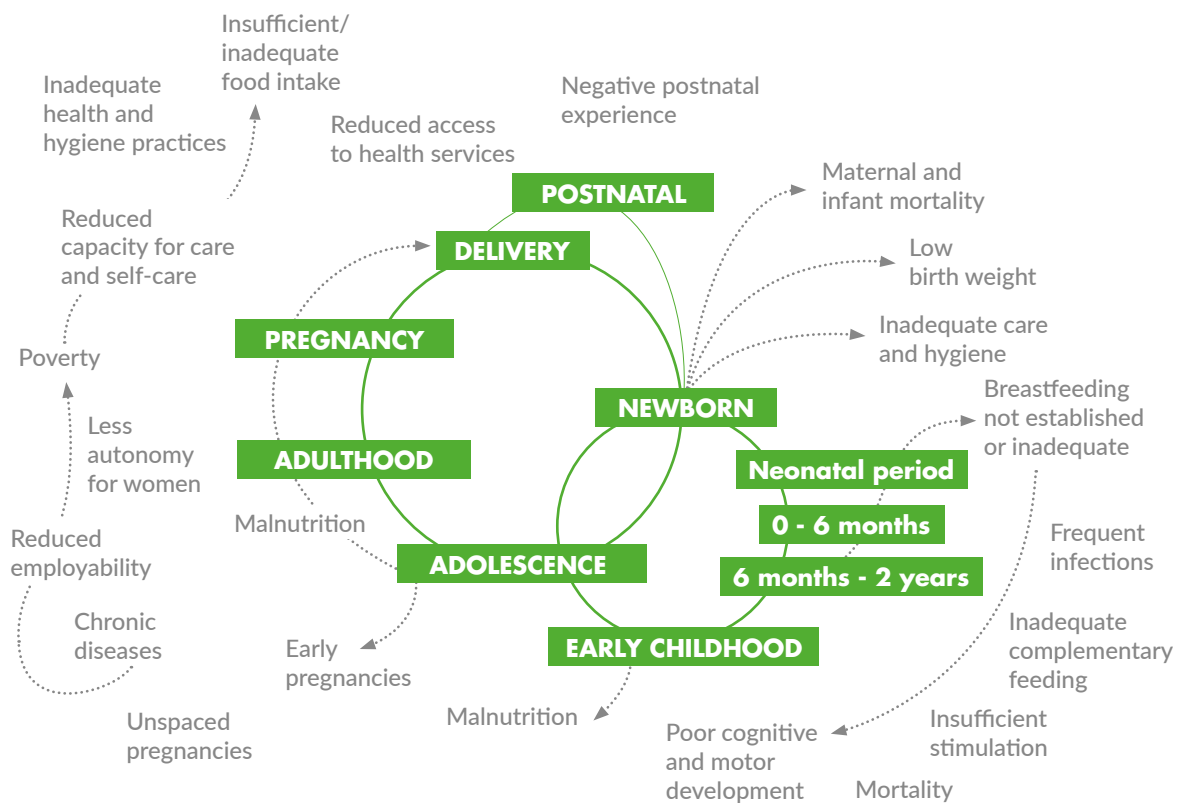 Insufficient/
inadequate
food intake
Inadequate
health and
hygiene practices
Reduced access
to health services
Negative postnatal
experience
Maternal and
infant mortality
POSTNATAL
Reduced
capacity for care
and self-care
DELIVERY
Low
birth weight
PREGNANCY
Inadequate care
and hygiene
Poverty
NEWBORN
Breastfeeding
not established
or inadequate
Less
autonomy
for women
ADULTHOOD
Neonatal period
Malnutrition
0 - 6 months
Reduced
employability
ADOLESCENCE
6 months - 2 years
Frequent
infections
Chronic
diseases
Early
pregnancies
EARLY CHILDHOOD
Inadequate
complementary
feeding
Unspaced
pregnancies
Malnutrition
Poor cognitive
and motor
development
Insufficient
stimulation
Mortality